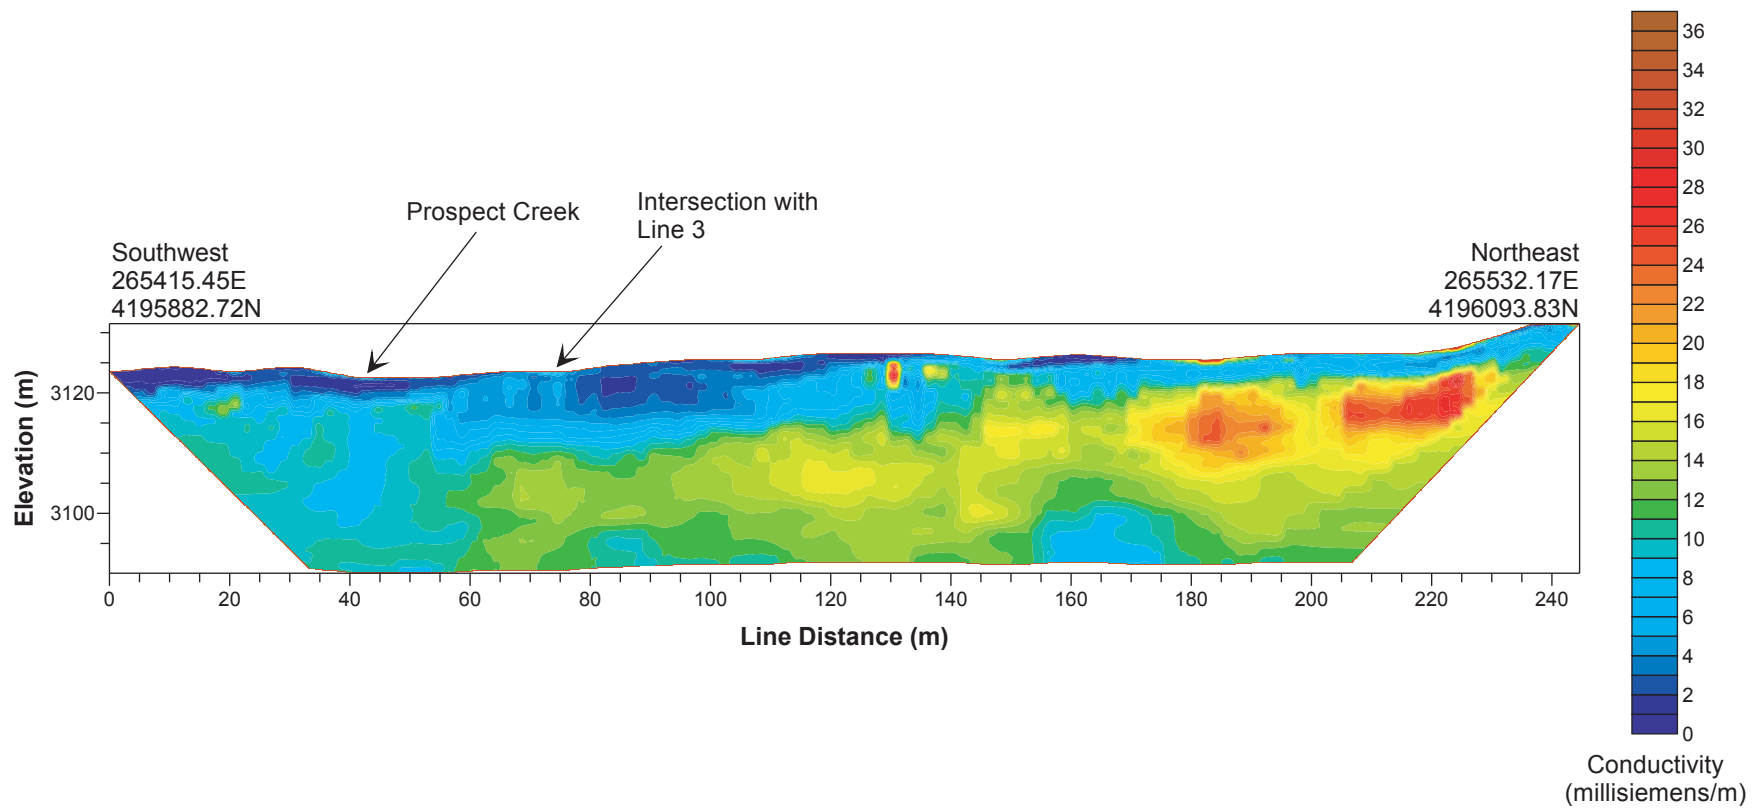 Prospect Creek
Intersection with
Line 3
Southwest
265415.45E
4195882.72N
Northeast
265532.17E
4196093.83N
Elevation (m)
3120
3100
0 20 40 60 80 100 120 140 160 180 200 220 240
Line Distance (m)
36
34
32
30
28
26
24
22
20
18
16
14
12
10
8
6
4
2
0
Conductivity
(millisiemens/m)